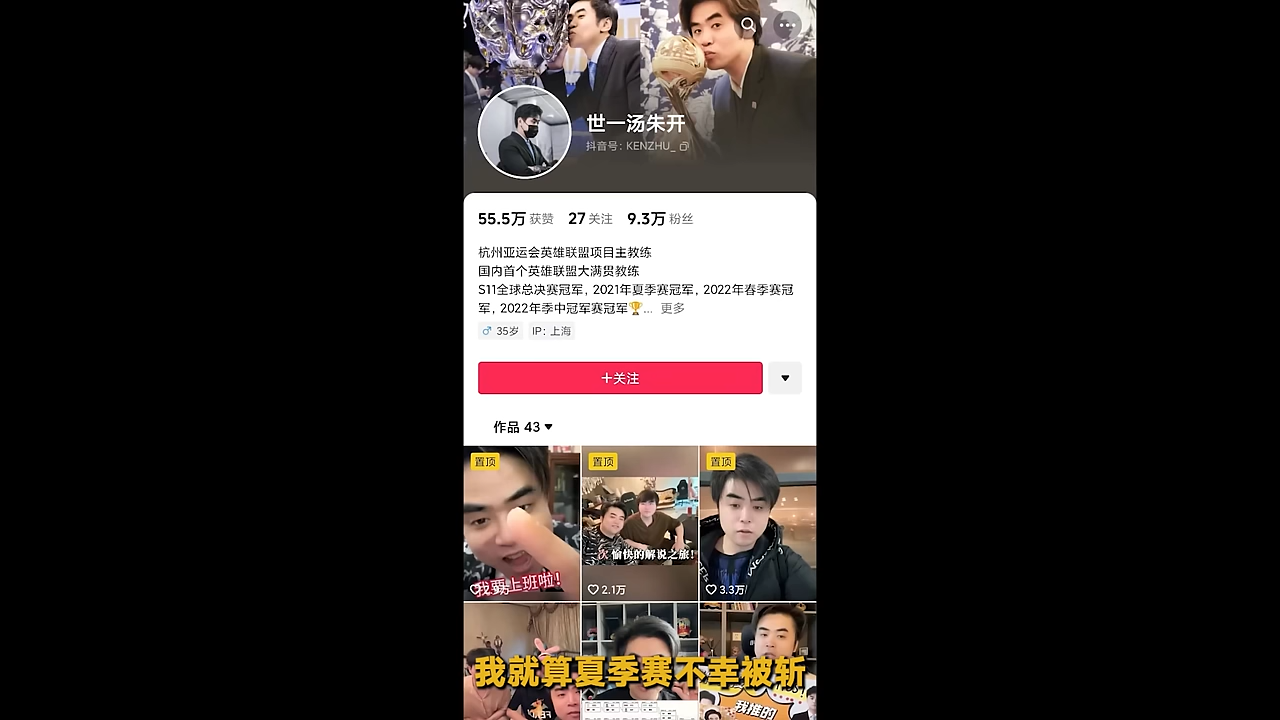 世一汤朱开
抖音号：KENZHU_
55.5万 获赞 27 关注 9.3万 粉丝
杭州亚运会英雄联盟项目主教练
国内首个英雄联盟大满贯教练
S11全球总决赛冠军，2021年夏季赛冠军，2022年春季赛冠
军，2022年季中冠军赛冠军🏆... 更多
♂ 35岁 IP：上海
十关注
作品 43
置顶 置顶 置顶
愉快的解说之旅！
我要上班啦！
2.1万 3.3万
我就算夏季赛不幸被斩
我推的